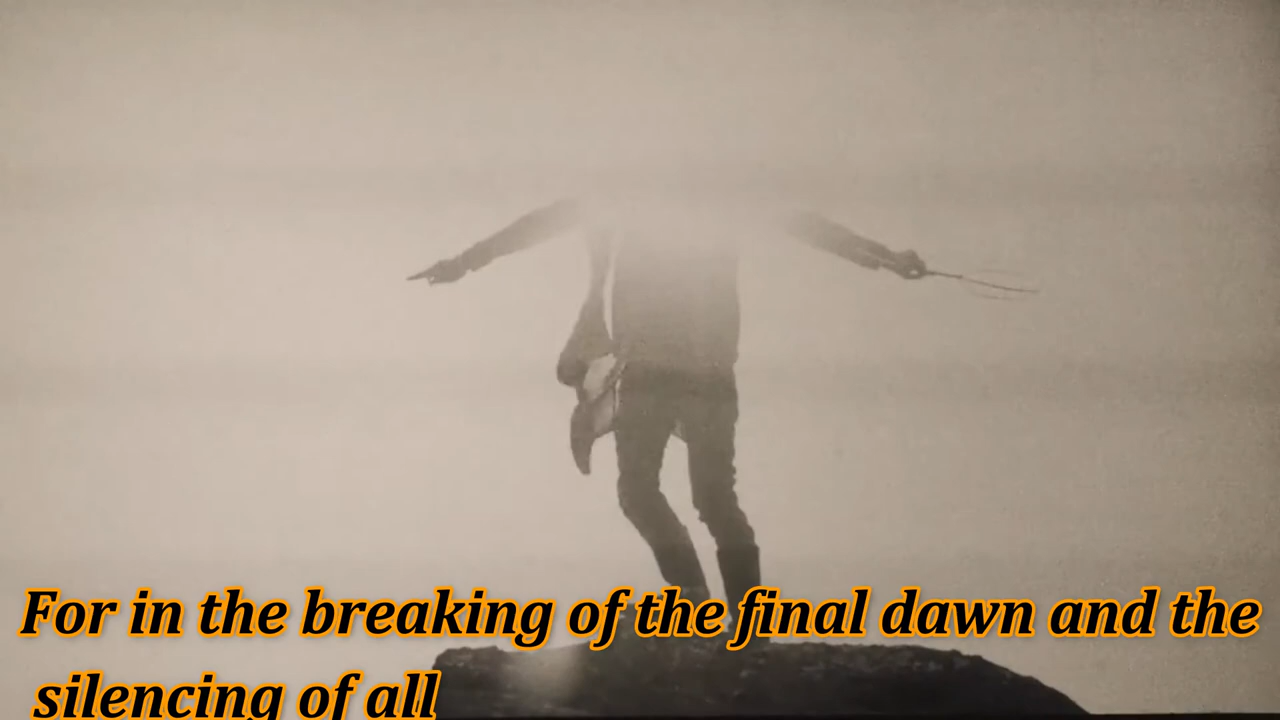 For in the breaking of the final dawn and the
silencing of all